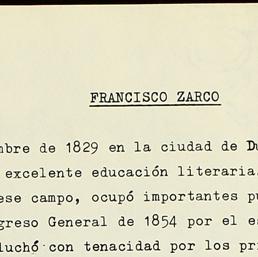 FRANCISCO ZARCO
mbre de 1829 en la ciudad de Du
excelente educación literaria.
ese campo, ocupó importantes pu
greso General de 1854 por el es
luchó con tenacidad por los pri